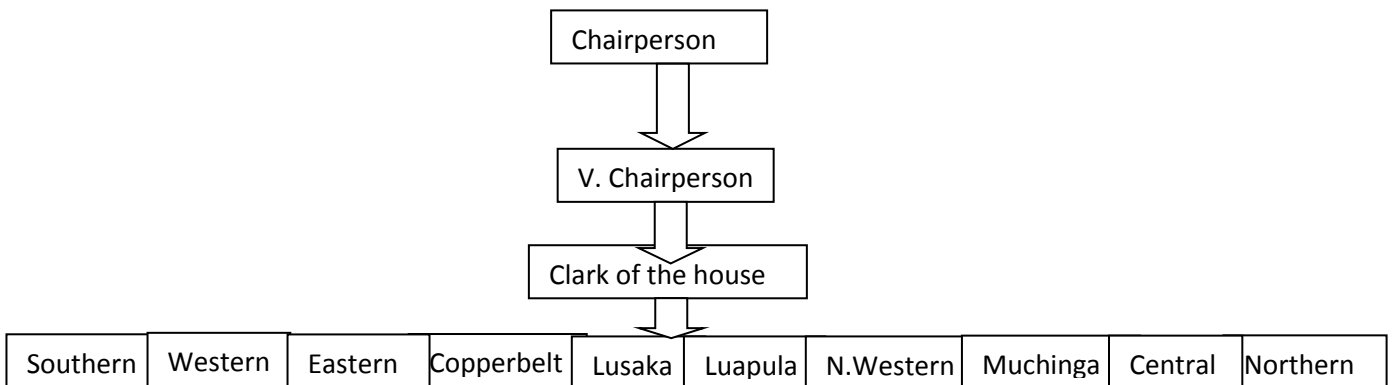 Chairperson
V. Chairperson
Clark of the house
Southern Western Eastern Copperbelt Lusaka Luapula N.Western Muchinga Central Northern